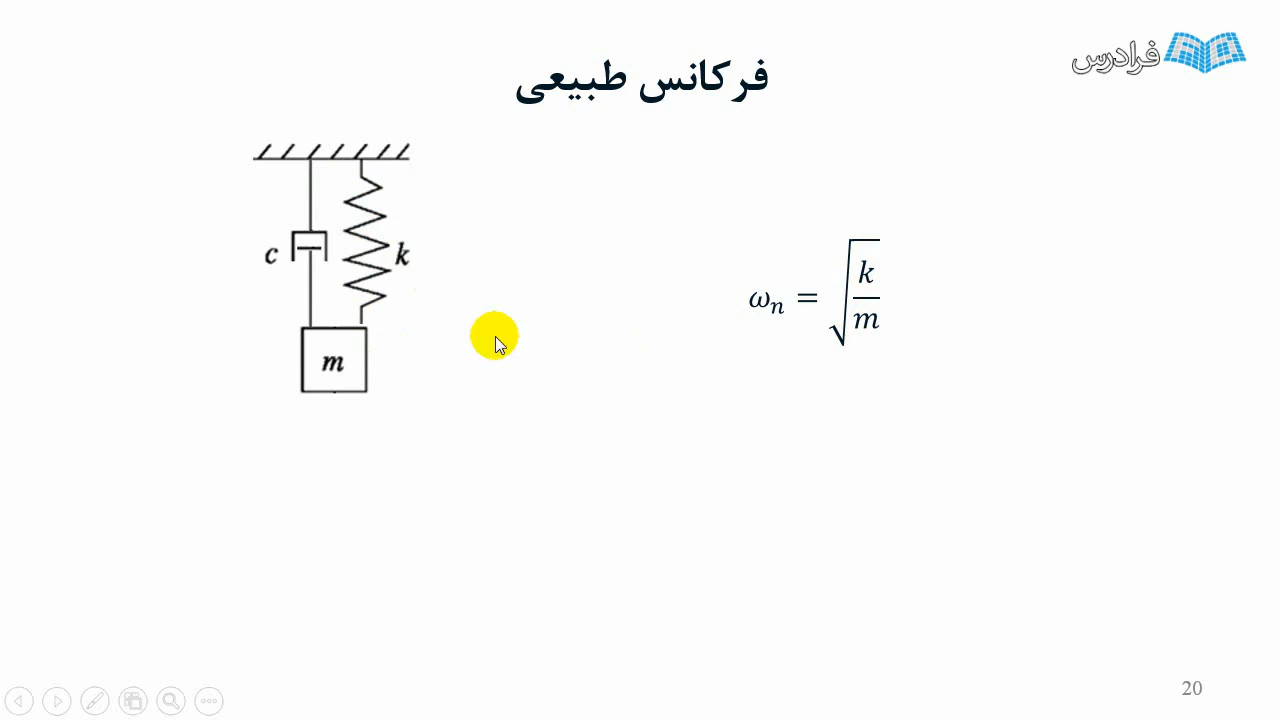 فرادرس
فرکانس طبیعی
c
k
m
ωₙ = √(k/m)
20